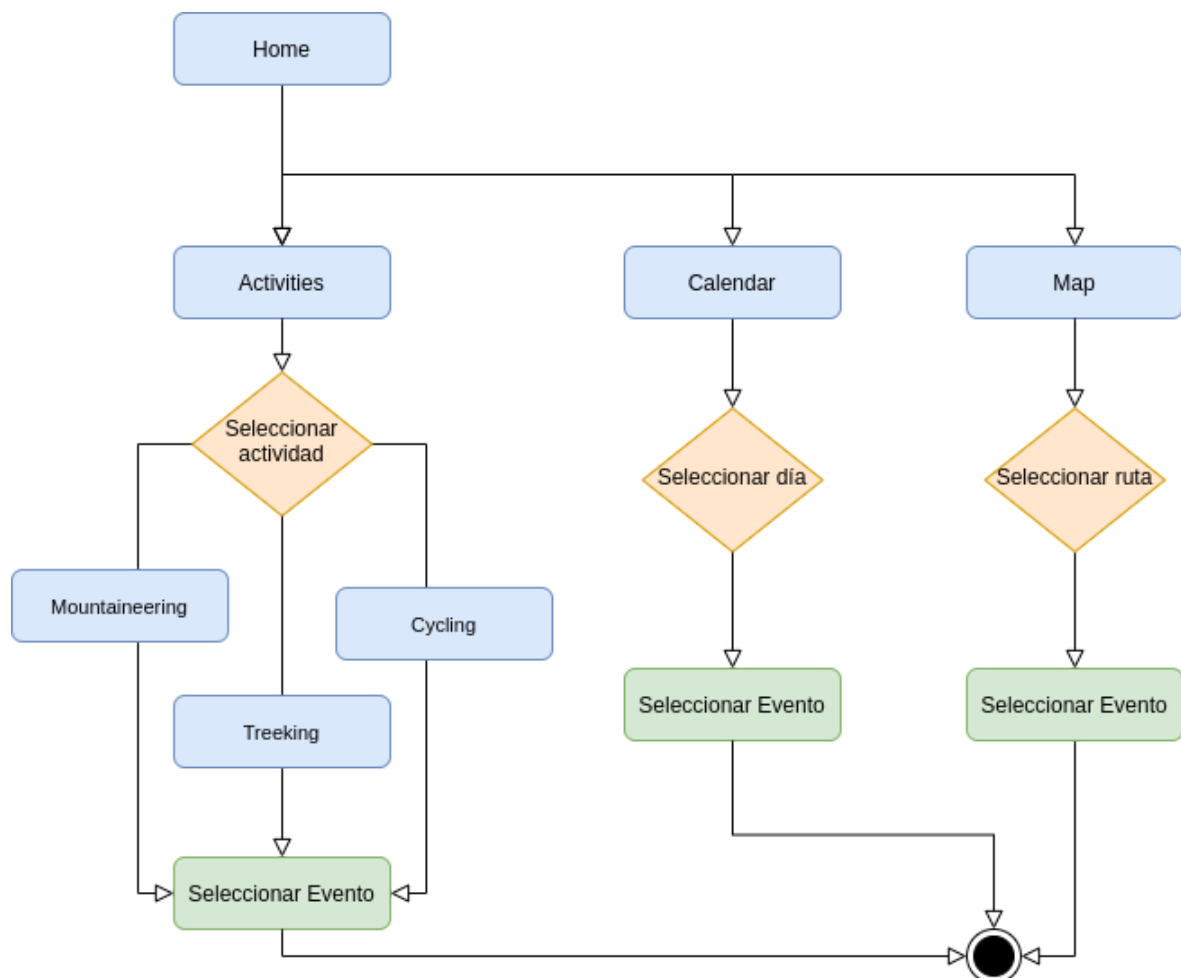 Home
Activities
Calendar
Map
Seleccionar
actividad
Seleccionar día
Seleccionar ruta
Mountaineering
Cycling
Treeking
Seleccionar Evento
Seleccionar Evento
Seleccionar Evento